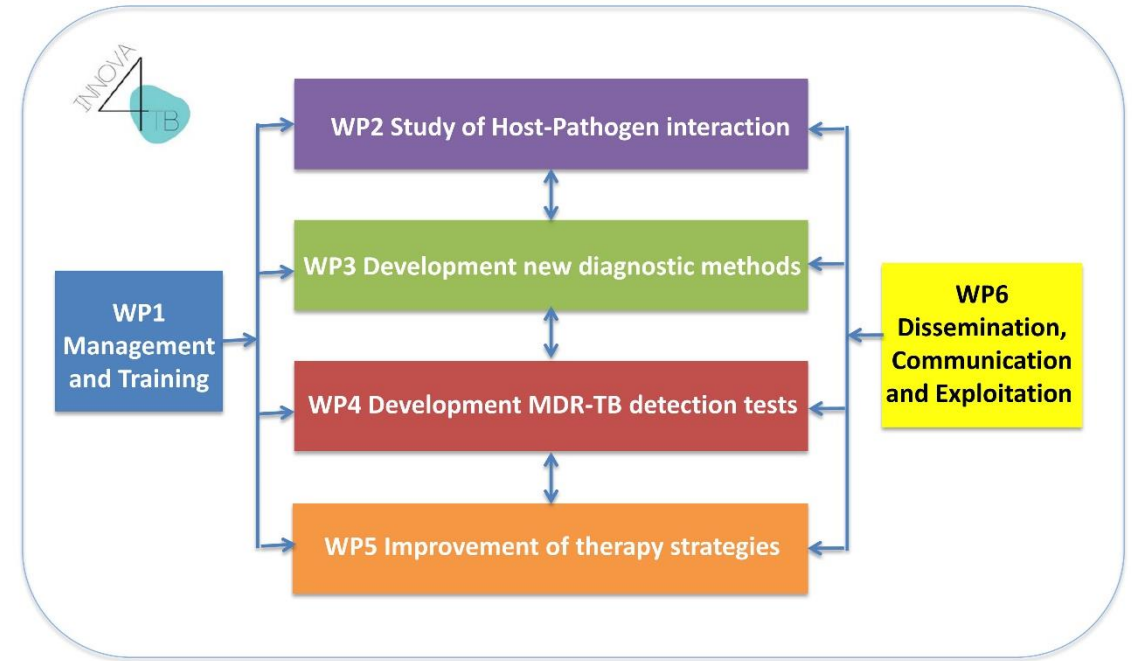 INNOVA
4
TB
WP2 Study of Host-Pathogen interaction
WP3 Development new diagnostic methods
WP1
Management
and Training
WP6
Dissemination,
Communication
and Exploitation
WP4 Development MDR-TB detection tests
WP5 Improvement of therapy strategies